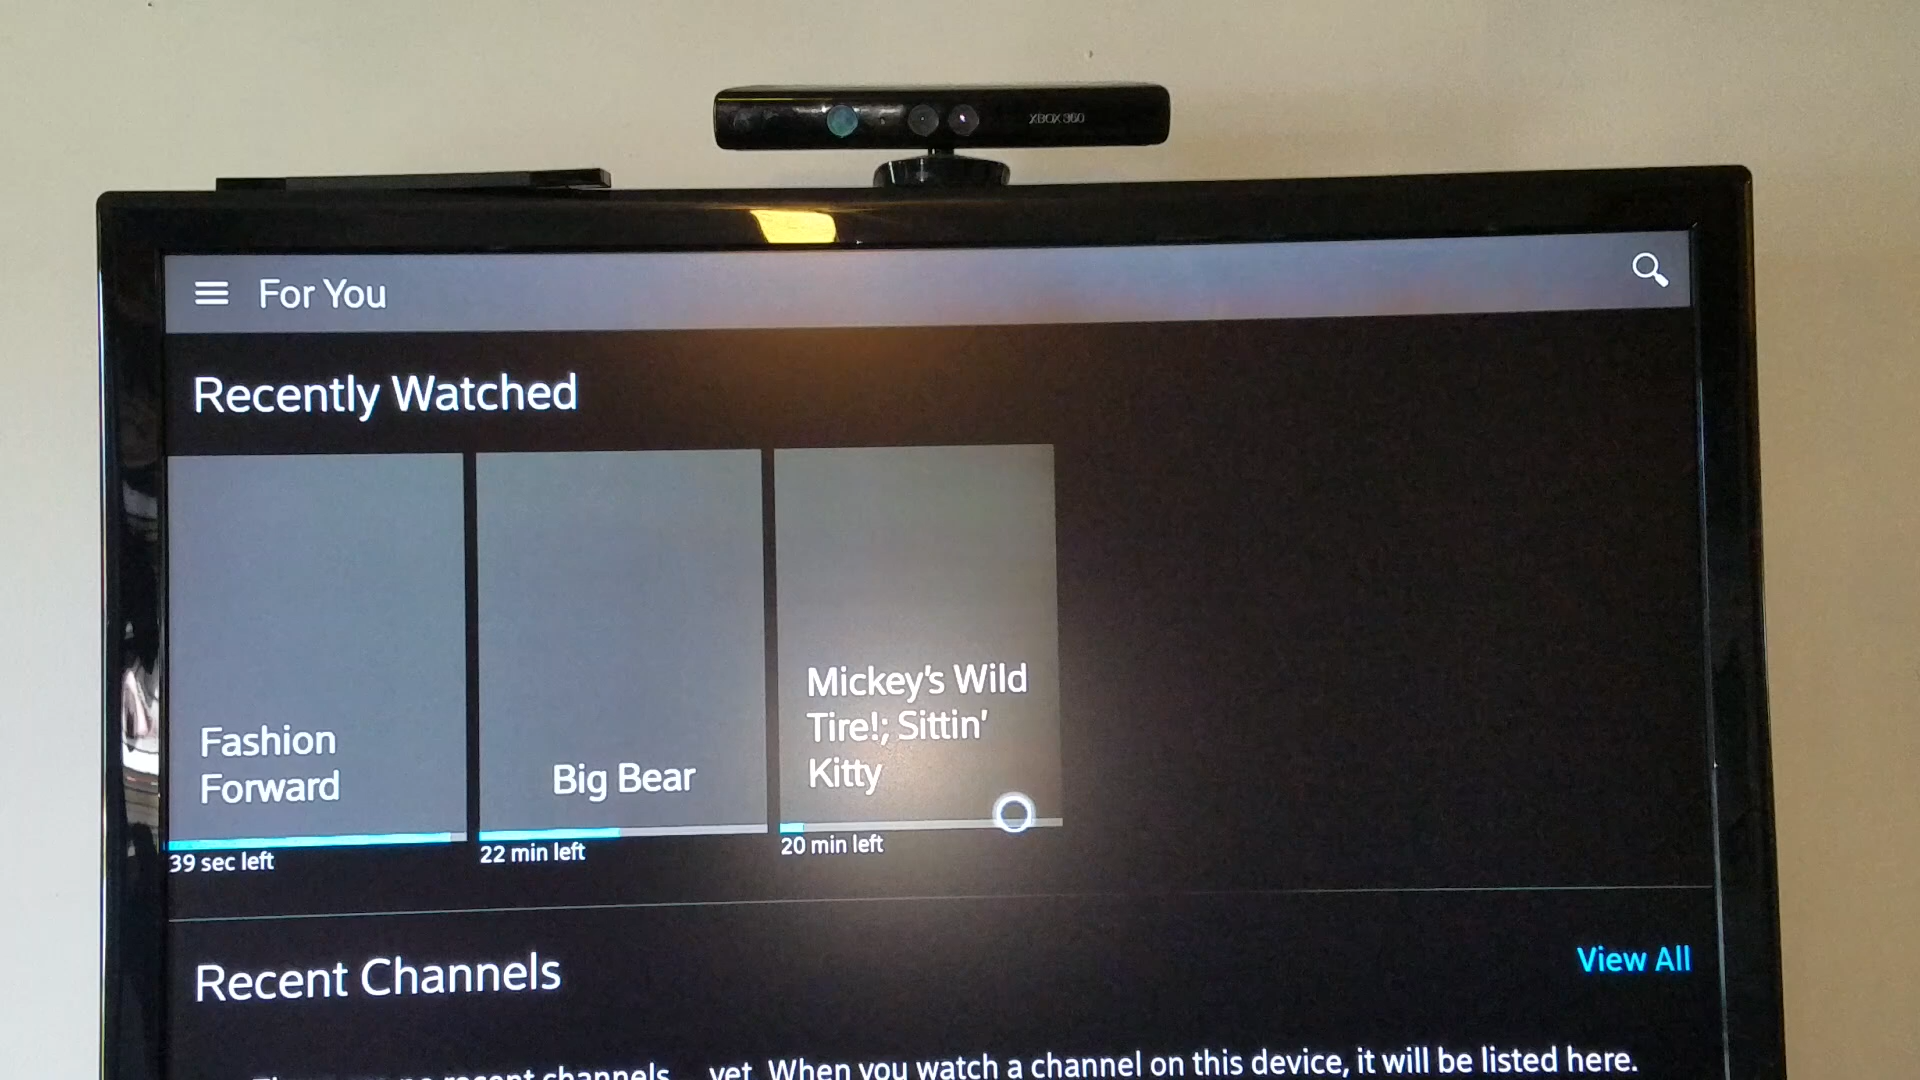 XBOX 360
For You
Recently Watched
Fashion
Forward
39 sec left
Big Bear
22 min left
Mickey's Wild
Tire!; Sittin'
Kitty
20 min left
Recent Channels
View All
recent channels yet. When you watch a channel on this device, it will be listed here.